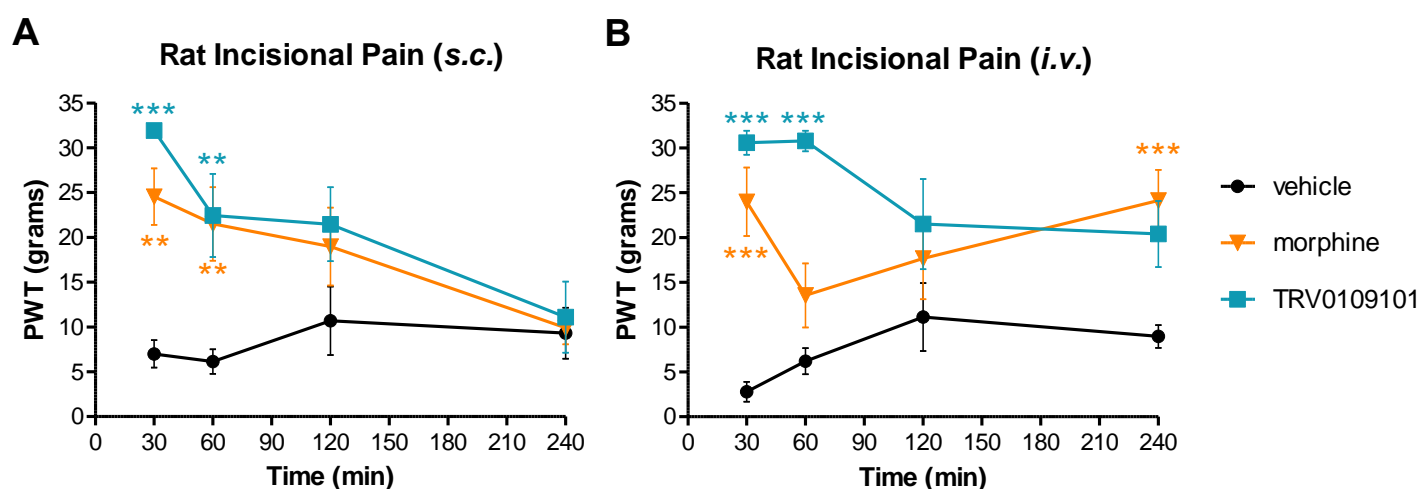 A
Rat Incisional Pain (s.c.)
PWT (grams)
35
30
25
20
15
10
5
0
***
**
**
**
0 30 60 90 120 150 180 210 240
Time (min)
B
Rat Incisional Pain (i.v.)
PWT (grams)
35
30
25
20
15
10
5
0
*** ***
***
***
0 30 60 90 120 150 180 210 240
Time (min)
vehicle
morphine
TRV0109101